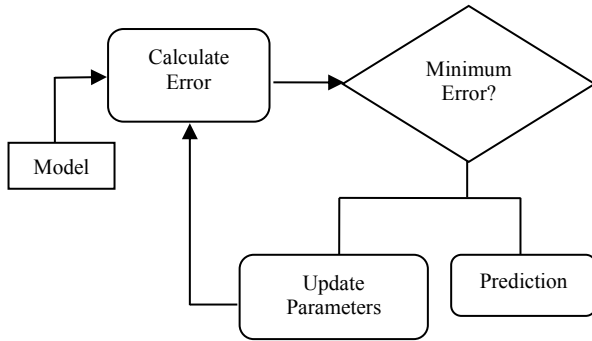 Calculate
Error
Minimum
Error?
Model
Update
Parameters
Prediction